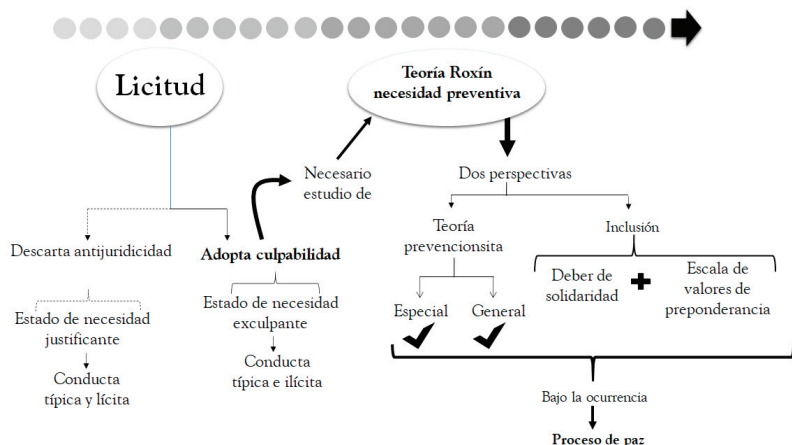 Licitud
Teoría Roxín
necesidad preventiva
Necesario
estudio de
Dos perspectivas
Descarta antijuridicidad
Adopta culpabilidad
Teoría
prevencionsita
Inclusión
Deber de
solidaridad
Escala de
valores de
preponderancia
Estado de necesidad
justificante
Estado de necesidad
exculpante
Especial
General
Conducta
típica y lícita
Conducta
típica e ilícita
Bajo la ocurrencia
Proceso de paz